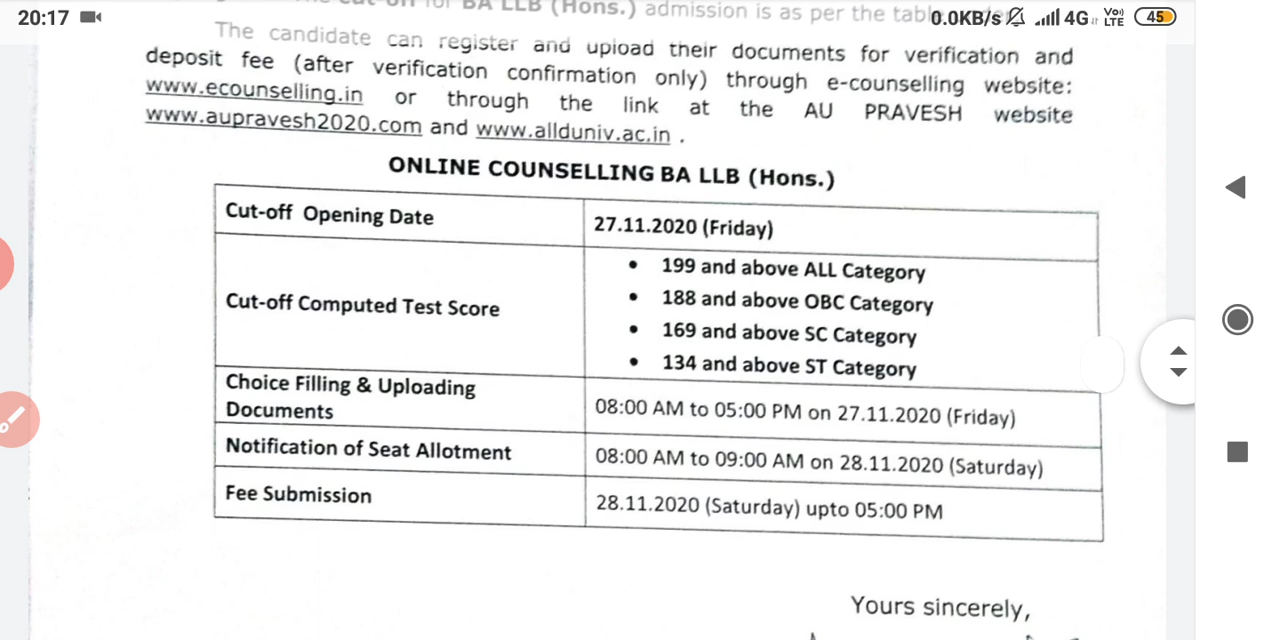 20:17 0.0KB/s 4G Vo)) LTE 45
cut-off for BA LLB (Hons.) admission is as per the table
The candidate can register and upload their documents for verification and
deposit fee (after verification confirmation only) through e-counselling website:
www.ecounselling.in or through the link at the AU PRAVESH website
www.aupravesh2020.com and www.allduniv.ac.in .
ONLINE COUNSELLING BA LLB (Hons.)
Cut-off Opening Date 27.11.2020 (Friday)
Cut-off Computed Test Score
• 199 and above ALL Category
• 188 and above OBC Category
• 169 and above SC Category
• 134 and above ST Category
Choice Filling & Uploading
Documents
08:00 AM to 05:00 PM on 27.11.2020 (Friday)
Notification of Seat Allotment 08:00 AM to 09:00 AM on 28.11.2020 (Saturday)
Fee Submission 28.11.2020 (Saturday) upto 05:00 PM
Yours sincerely,